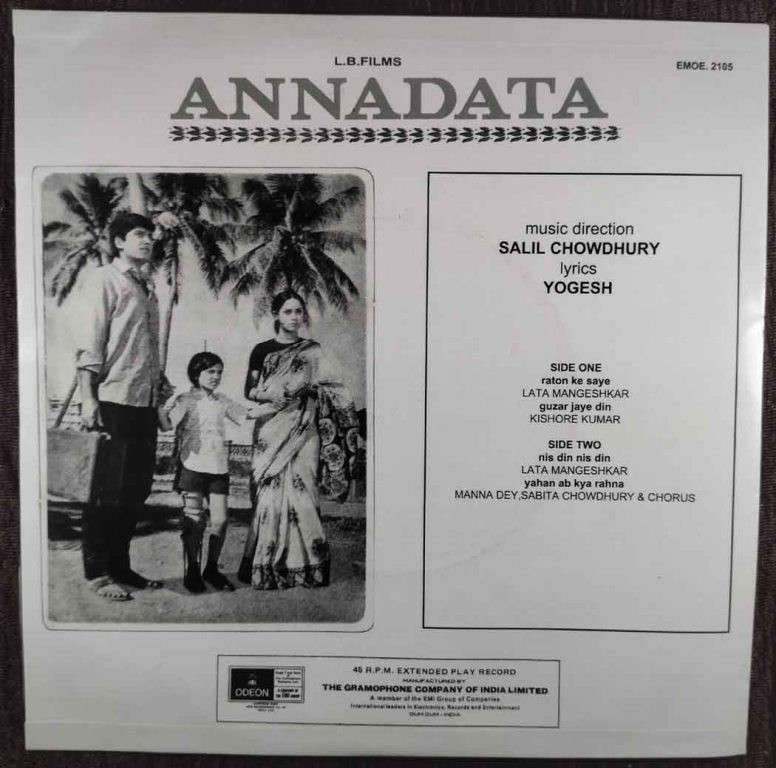 L.B.FILMS
EMOE. 2105
ANNADATA
music direction
SALIL CHOWDHURY
lyrics
YOGESH
SIDE ONE
raton ke saye
LATA MANGESHKAR
guzar jaye din
KISHORE KUMAR
SIDE TWO
nis din nis din
LATA MANGESHKAR
yahan ab kya rahna
MANNA DEY,SABITA CHOWDHURY & CHORUS
ODEON
45 R.P.M. EXTENDED PLAY RECORD
MANUFACTURED BY
THE GRAMOPHONE COMPANY OF INDIA LIMITED
A member of the EMI Group of Companies
International leaders in Electronics, Records and Entertainment
DUM DUM - INDIA